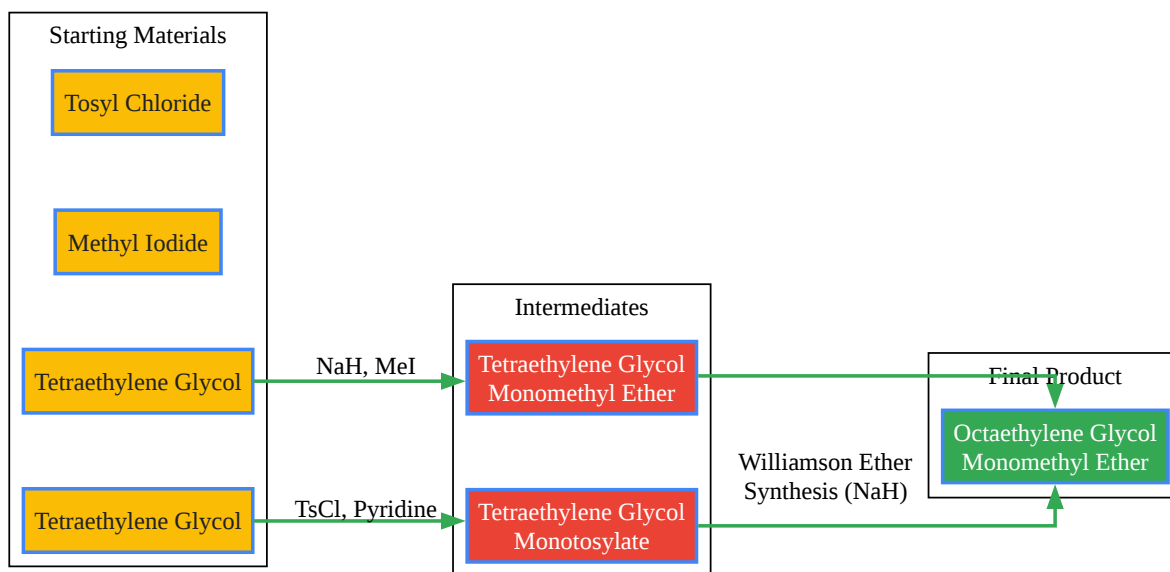 Starting Materials
Tosyl Chloride
Methyl Iodide
Tetraethylene Glycol
NaH, MeI
Tetraethylene Glycol
TsCl, Pyridine
Intermediates
Tetraethylene Glycol
Monomethyl Ether
Tetraethylene Glycol
Monotosylate
Williamson Ether
Synthesis (NaH)
Final Product
Octaethylene Glycol
Monomethyl Ether